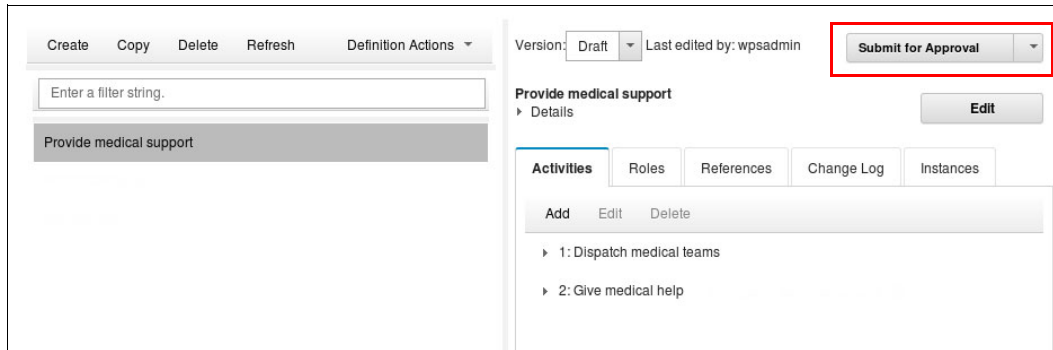 Create Copy Delete Refresh Definition Actions
Enter a filter string.
Provide medical support
Version: Draft Last edited by: wpsadmin Submit for Approval
Provide medical support
Details
Edit
Activities Roles References Change Log Instances
Add Edit Delete
1: Dispatch medical teams
2: Give medical help